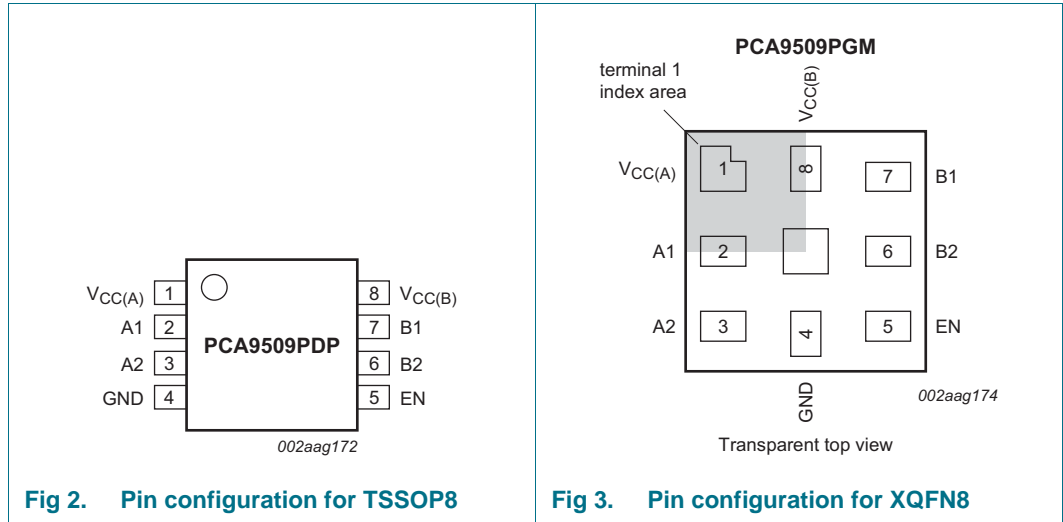 VCC(A) 1
A1 2
A2 3
GND 4
PCA9509PDP
8 VCC(B)
7 B1
6 B2
5 EN
002aag172
Fig 2. Pin configuration for TSSOP8
PCA9509PGM
terminal 1
index area
VCC(B)
VCC(A) 1 8 7 B1
A1 2 6 B2
A2 3 4 5 EN
GND
002aag174
Transparent top view
Fig 3. Pin configuration for XQFN8